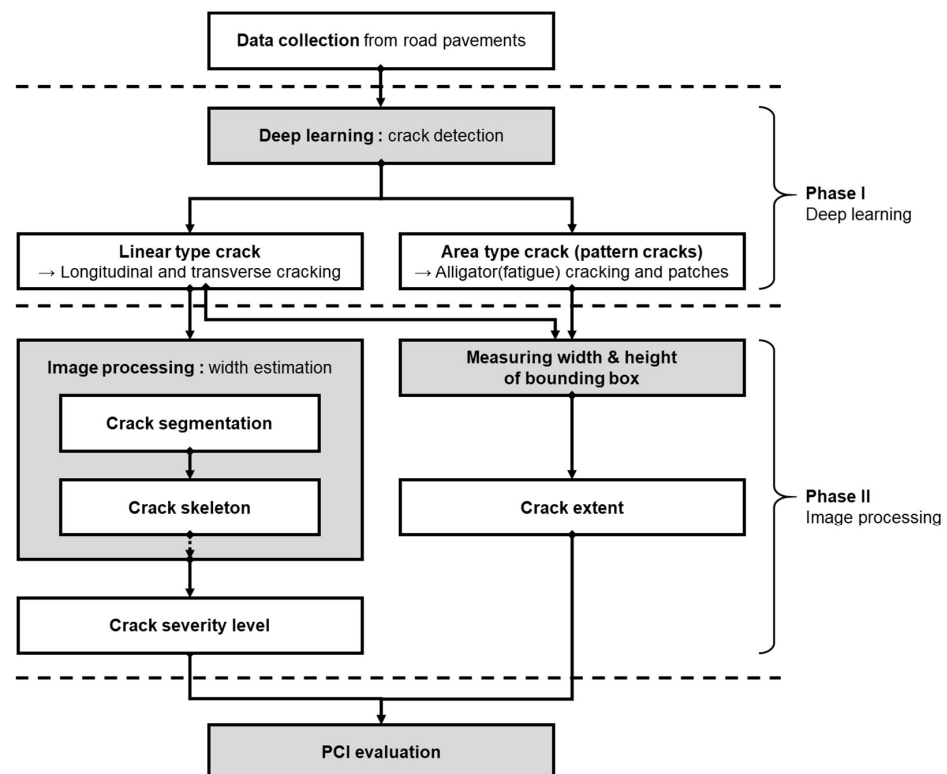 Data collection from road pavements
Deep learning : crack detection
Phase I
Deep learning
Linear type crack
→ Longitudinal and transverse cracking
Area type crack (pattern cracks)
→ Alligator(fatigue) cracking and patches
Image processing : width estimation
Measuring width & height
of bounding box
Crack segmentation
Crack skeleton
Crack extent
Phase II
Image processing
Crack severity level
PCI evaluation